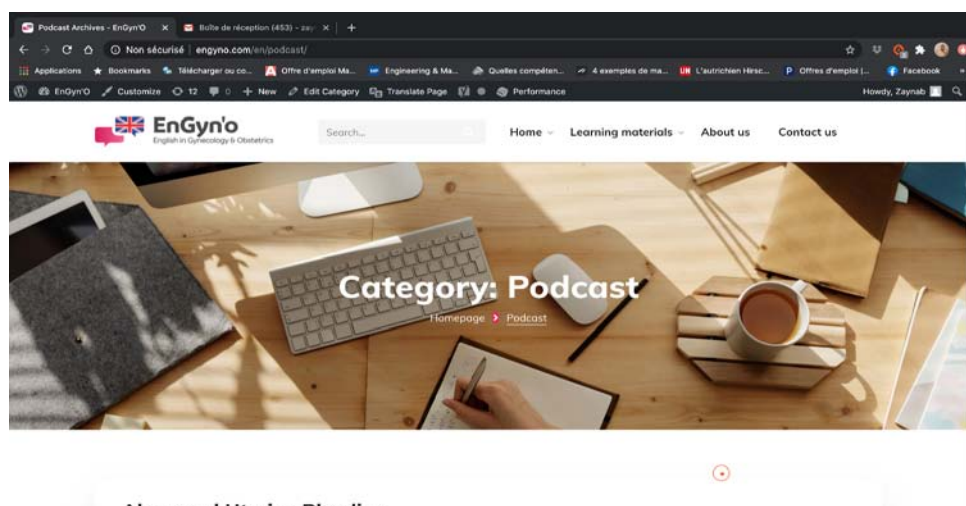 Podcast Archives - EnGyn'O
Boîte de réception (453) - zay
Non sécurisé | engyno.com/en/podcast/
Applications Bookmarks Télécharger ou co... Offre d'emploi Ma... Engineering & Ma... Quelles compéten... 4 exemples de ma... L'autrichien Hirsc... Offres d'emploi (... Facebook »
EnGyn'O Customize 12 0 + New Edit Category Translate Page Performance Howdy, Zaynab
EnGyn'o
English in Gynecology & Obstetrics
Search... Home Learning materials About us Contact us
Category: Podcast
Homepage Podcast